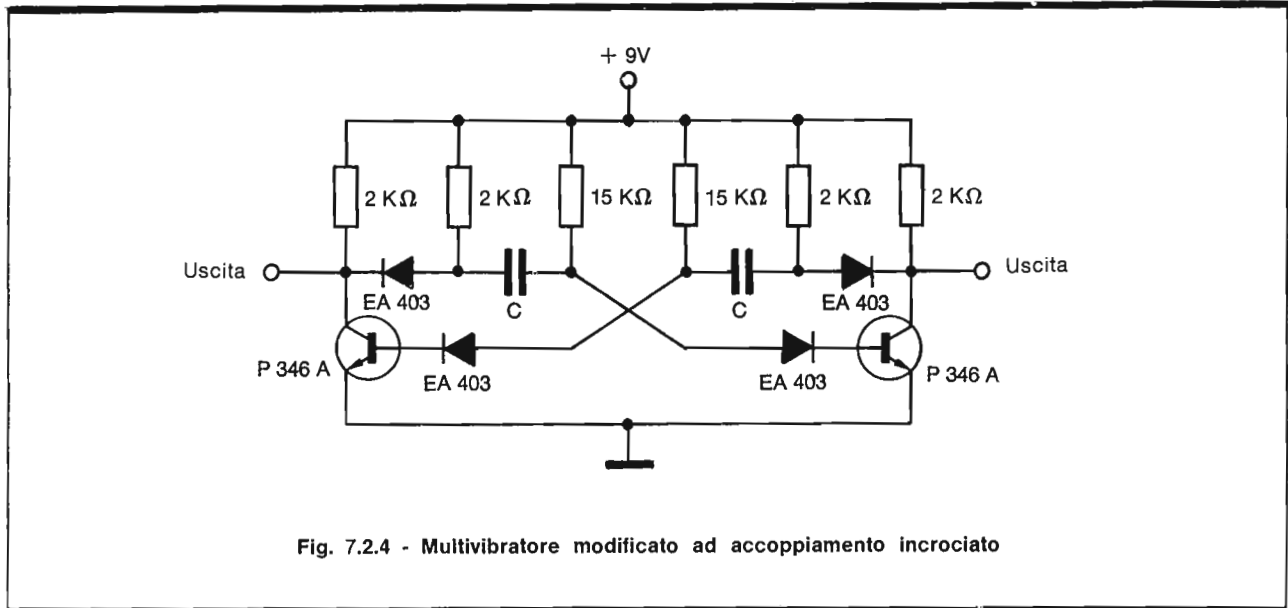 + 9V
2 KΩ 2 KΩ 15 KΩ 15 KΩ 2 KΩ 2 KΩ
Uscita Uscita
EA 403 C C EA 403
P 346 A EA 403 EA 403 P 346 A
Fig. 7.2.4 - Multivibratore modificato ad accoppiamento incrociato